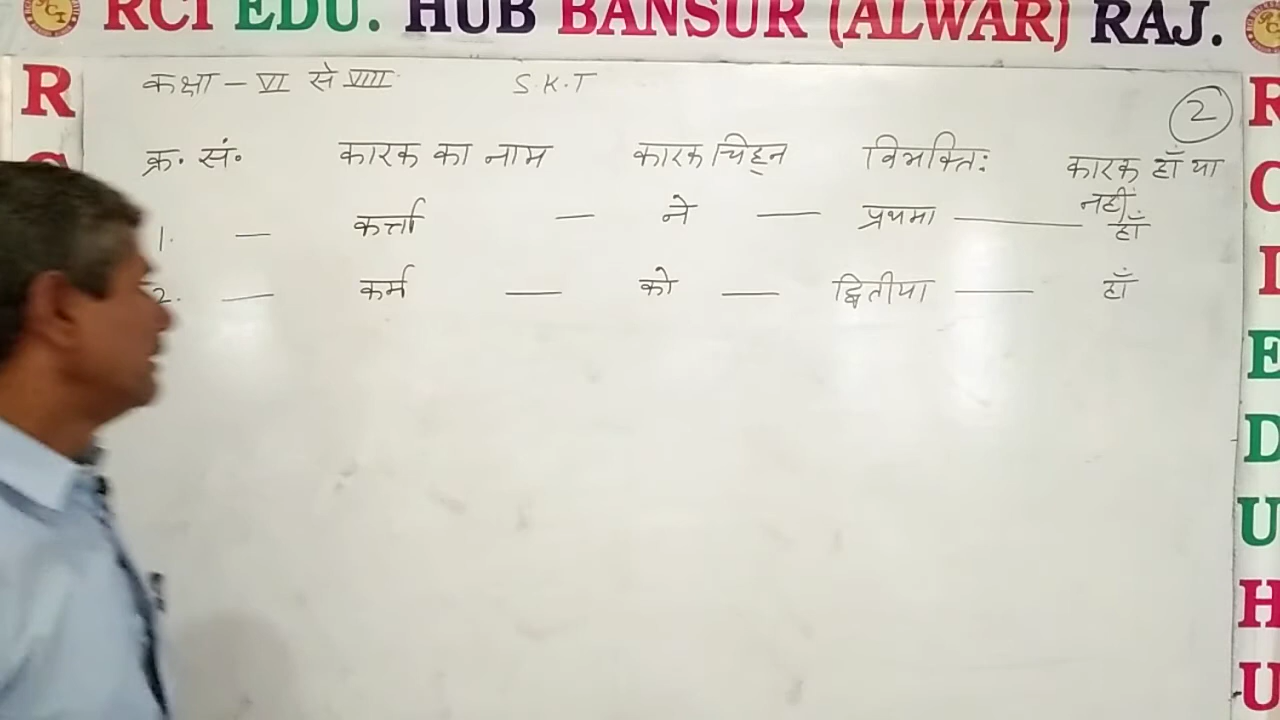 RCI EDU. HUB BANSUR (ALWAR) RAJ.
कक्षा - VI से VIII S.K.T
2
क्र. सं. कारक का नाम कारक चिह्न विभक्ति: कारक हाँ या नहीं
1. — कर्त्ता — ने — प्रथमा — हाँ
2. — कर्म — को — द्वितीया — हाँ
R
R
C
I
E
D
U
H
U